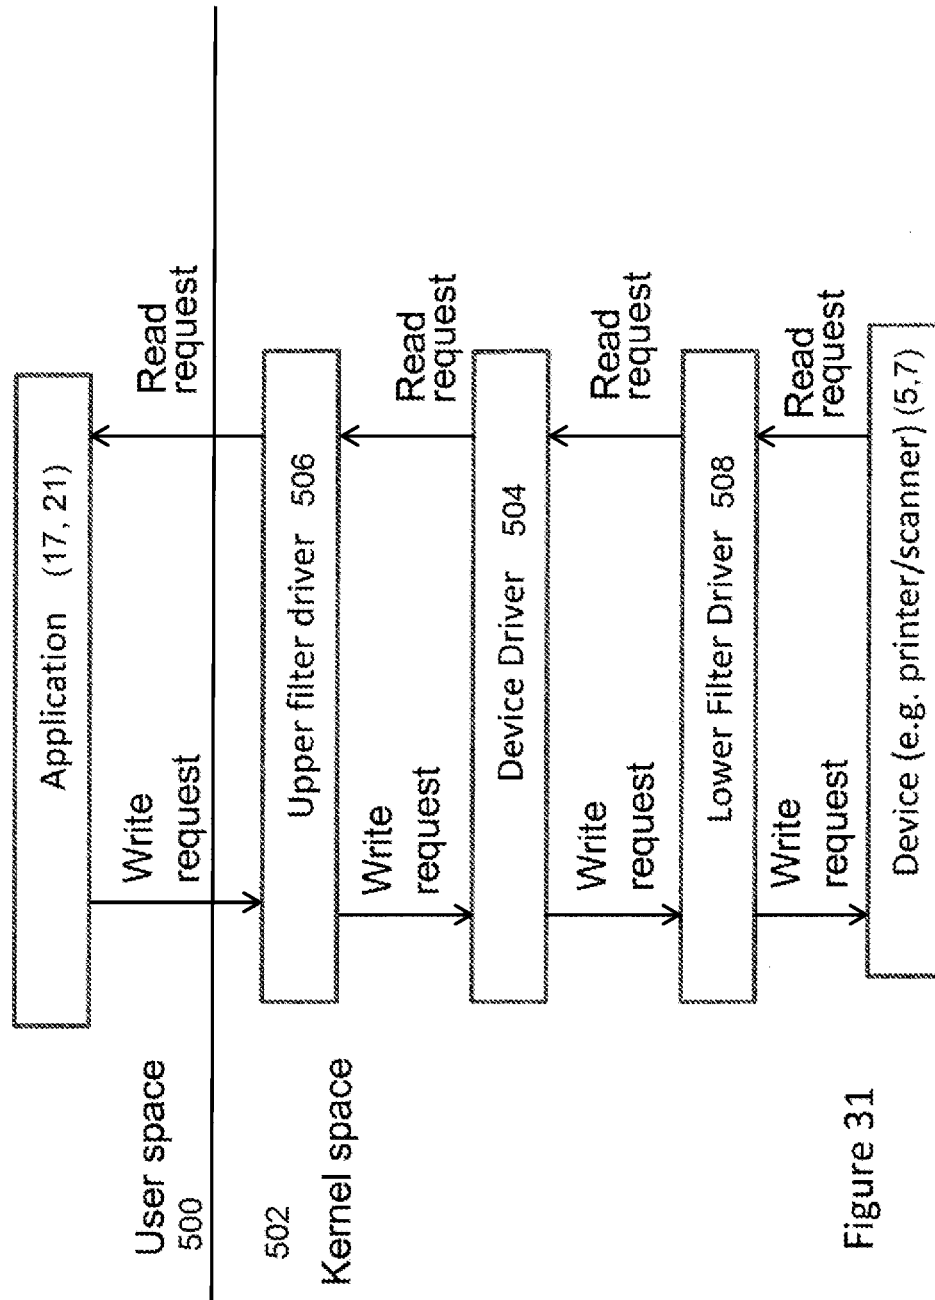 Application (17, 21)
User space
500
Write
request
Read
request
502
Kernel space
Upper filter driver 506
Write
request
Read
request
Device Driver 504
Write
request
Read
request
Lower Filter Driver 508
Write
request
Read
request
Device (e.g. printer/scanner) (5,7)
Figure 31